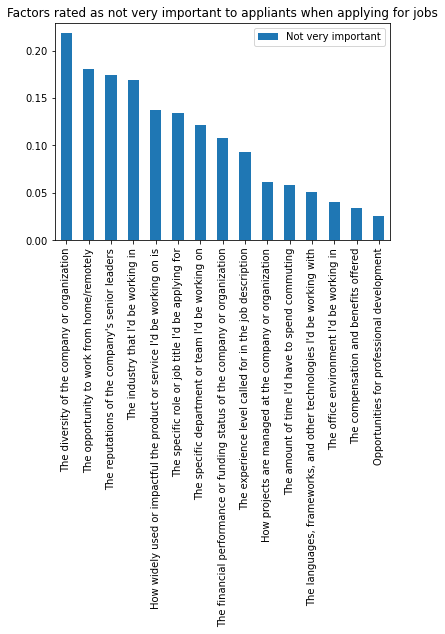 Factors rated as not very important to appliants when applying for jobs
Not very important
0.20
0.15
0.10
0.05
0.00
The diversity of the company or organization
The opportunity to work from home/remotely
The reputations of the company's senior leaders
The industry that I'd be working in
How widely used or impactful the product or service I'd be working on is
The specific role or job title I'd be applying for
The specific department or team I'd be working on
The financial performance or funding status of the company or organization
The experience level called for in the job description
How projects are managed at the company or organization
The amount of time I'd have to spend commuting
The languages, frameworks, and other technologies I'd be working with
The office environment I'd be working in
The compensation and benefits offered
Opportunities for professional development